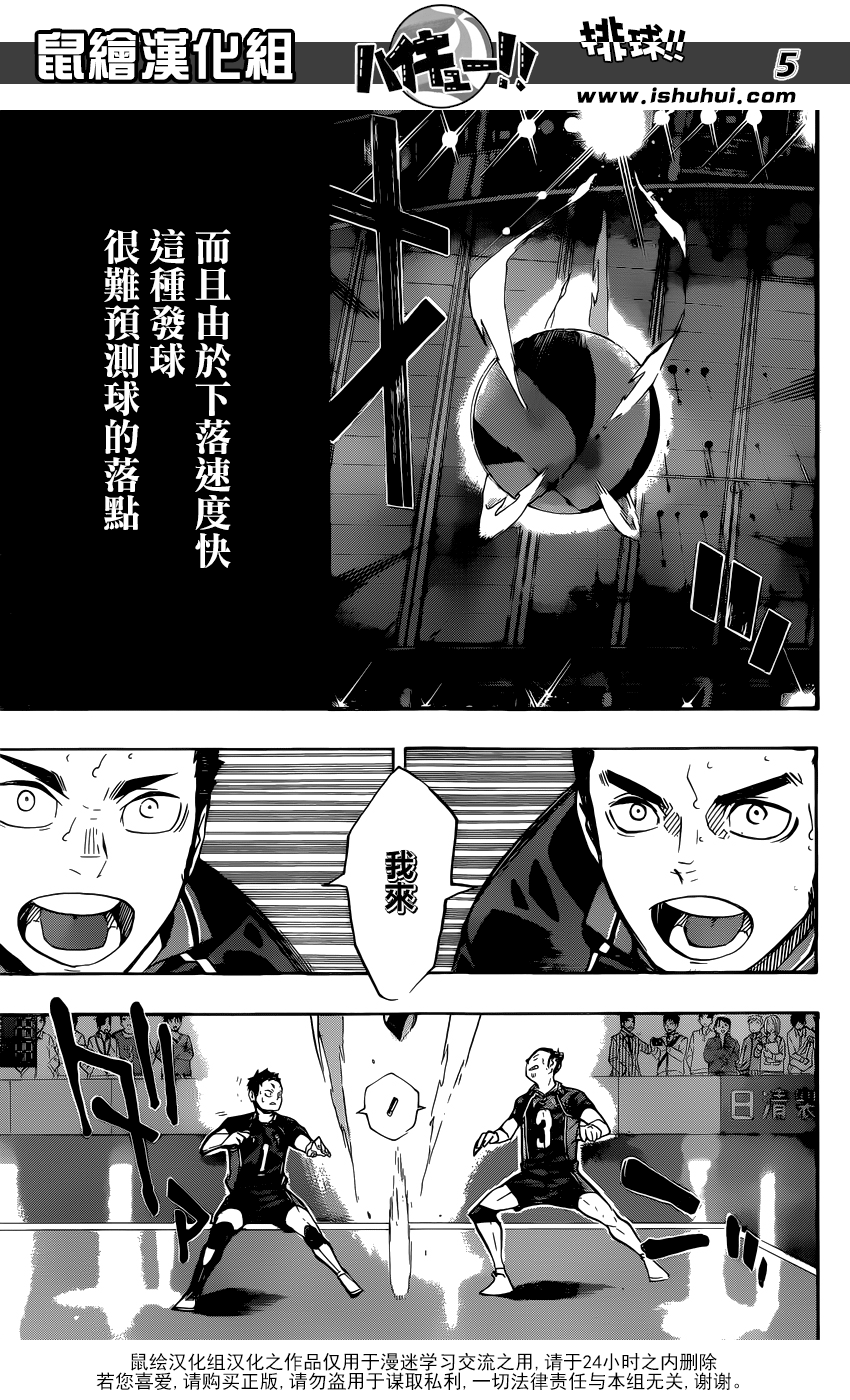 鼠繪漢化組
ハイキュー!!
排球!!
5
www.ishuhui.com
而且由於下落速度快
這種發球
很難預測球的落點
我來
1
3
日清製
鼠绘汉化组汉化之作品仅用于漫迷学习交流之用,请于24小时之内删除
若您喜爱,请购买正版,请勿盗用于谋取私利,一切法律责任与本组无关,谢谢。